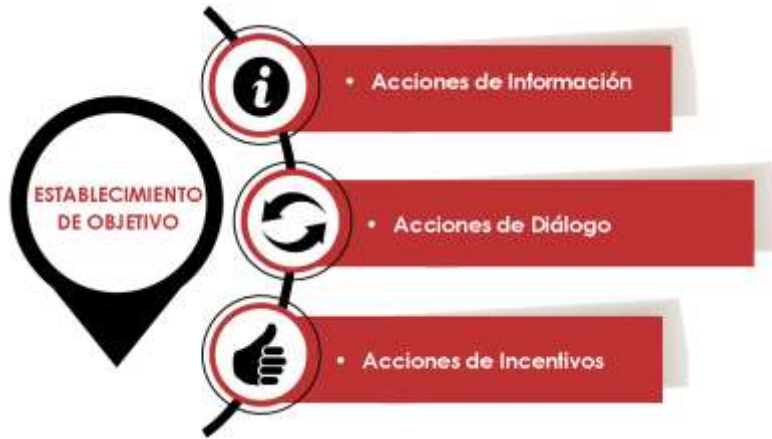 ESTABLECIMIENTO
DE OBJETIVO
• Acciones de Información
• Acciones de Diálogo
• Acciones de Incentivos